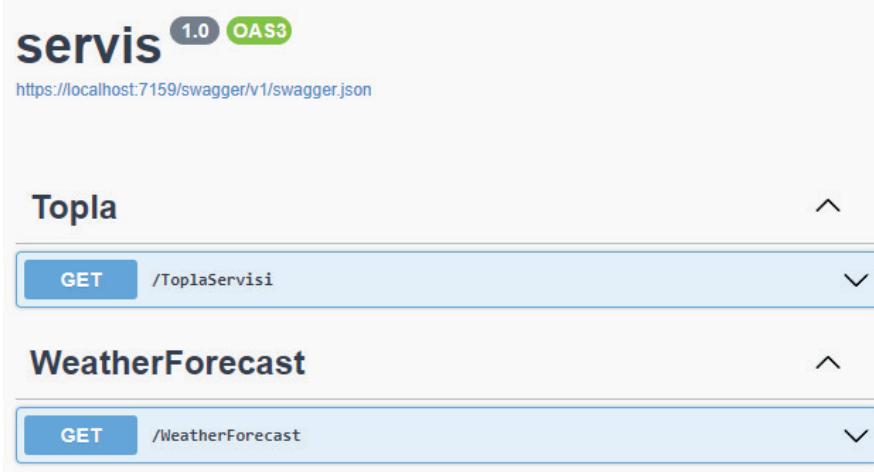 servis 1.0 OAS3
https://localhost:7159/swagger/v1/swagger.json
Topla
GET /ToplaServisi
WeatherForecast
GET /WeatherForecast